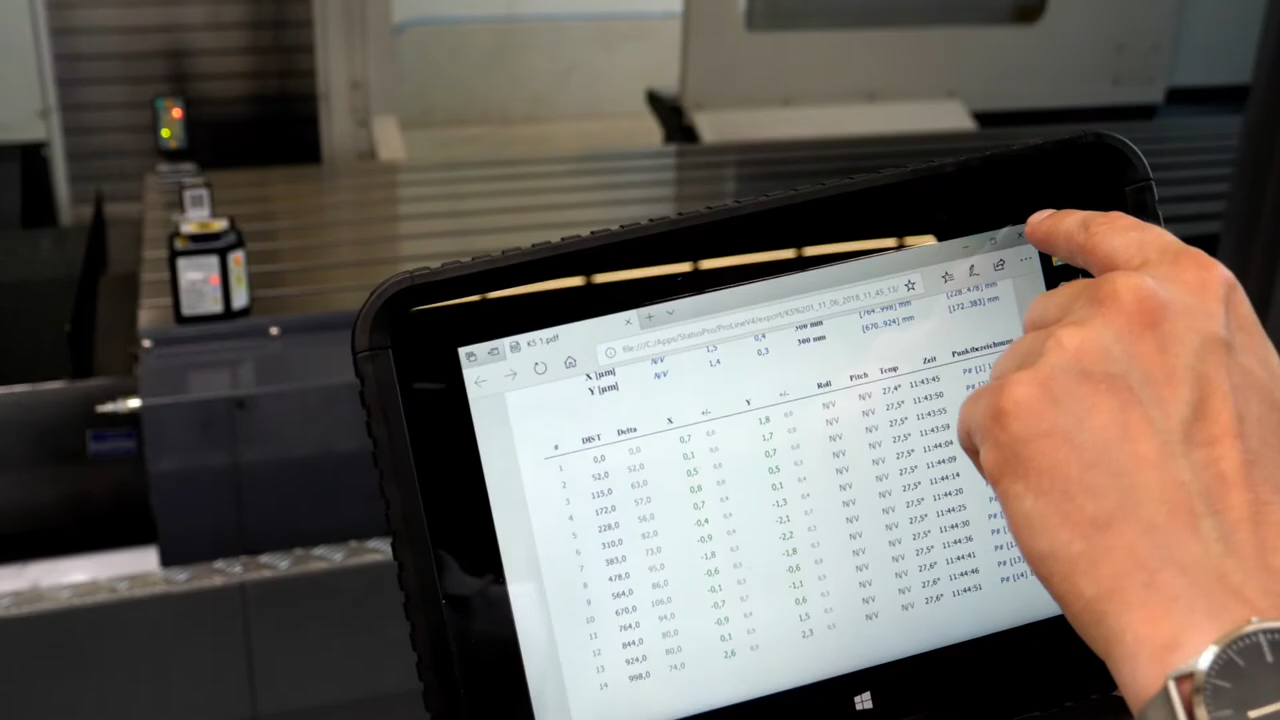 K5 1.pdf
file:///C:/Apps/StatusPro/ProLineV4/export/K5%201_11_06_2018_11_45_13/
X [µm] N/V 1,5 0,4 300 mm [764..998] mm [228..478] mm
Y [µm] N/V 1,4 0,3 300 mm [670..924] mm [172..383] mm
# DIST Delta X +/- Y +/- Roll Pitch Temp Zeit Punktbezeichnung
1 0,0 0,0 0,7 0,0 1,8 0,0 N/V N/V 27,4° 11:43:45 P# [1]
2 52,0 52,0 0,1 0,0 1,7 0,0 N/V N/V 27,5° 11:43:50 P#
3 115,0 63,0 0,5 0,7 N/V N/V 27,5° 11:43:55
4 172,0 57,0 0,8 0,5 N/V N/V 27,5° 11:43:59
5 228,0 56,0 0,7 0,1 N/V N/V 27,5° 11:44:04
6 310,0 82,0 -0,4 -1,3 N/V N/V 27,5° 11:44:09
7 383,0 73,0 -0,9 -2,1 N/V N/V 27,5° 11:44:14
8 478,0 95,0 -1,8 -2,2 N/V N/V 27,5° 11:44:20
9 564,0 86,0 -0,6 -1,8 N/V N/V 27,5° 11:44:25
10 670,0 106,0 -0,1 -0,6 N/V N/V 27,5° 11:44:30
11 764,0 94,0 -0,7 -1,1 N/V N/V 27,5° 11:44:36
12 844,0 80,0 -0,9 0,6 N/V N/V 27,6° 11:44:41
13 924,0 80,0 0,1 1,5 N/V N/V 27,6° 11:44:46 P# [13]
14 998,0 74,0 2,6 2,3 N/V N/V 27,6° 11:44:51 P# [14]